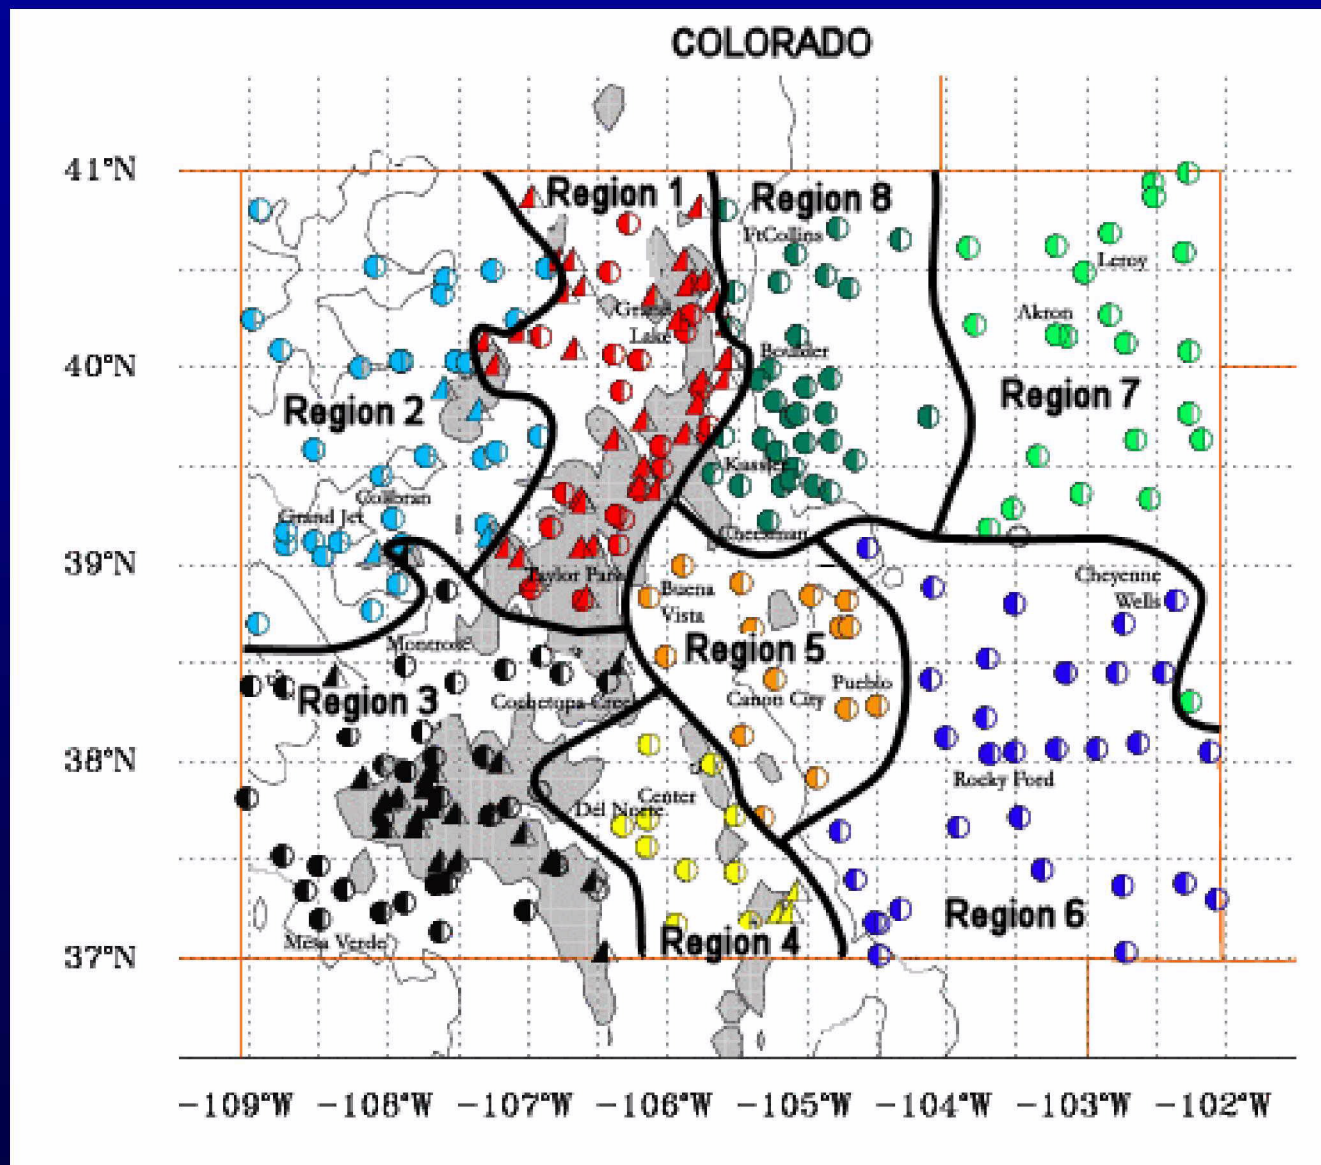 COLORADO
41°N
Region 1
Region 8
FtCollins
Leroy
Grand
Lake
Akron
Boulder
40°N
Region 2
Region 7
Kassler
Collbran
Grand Jct
Cheesman
39°N
Taylor Park
Buena
Vista
Cheyenne
Wells
Montrose
Region 5
Region 3
Cochetopa Creek
Canon City
Pueblo
38°N
Rocky Ford
Center
Del Norte
Region 6
Mesa Verde
Region 4
37°N
-109°W -108°W -107°W -106°W -105°W -104°W -103°W -102°W